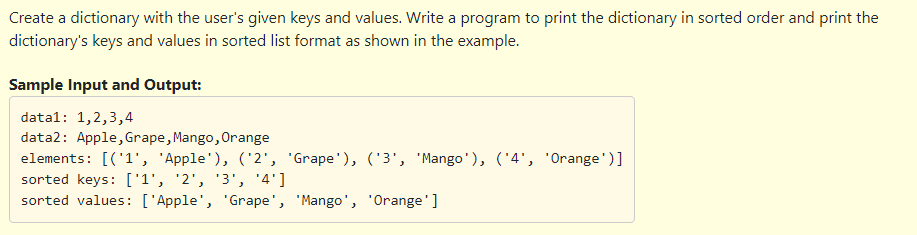 Create a dictionary with the user's given keys and values. Write a program to print the dictionary in sorted order and print the
dictionary's keys and values in sorted list format as shown in the example.
Sample Input and Output:
data1: 1,2,3,4
data2: Apple,Grape,Mango,Orange
elements: [('1', 'Apple'), ('2', 'Grape'), ('3', 'Mango'), ('4', 'Orange')]
sorted keys: ['1', '2', '3', '4']
sorted values: ['Apple', 'Grape', 'Mango', 'Orange']